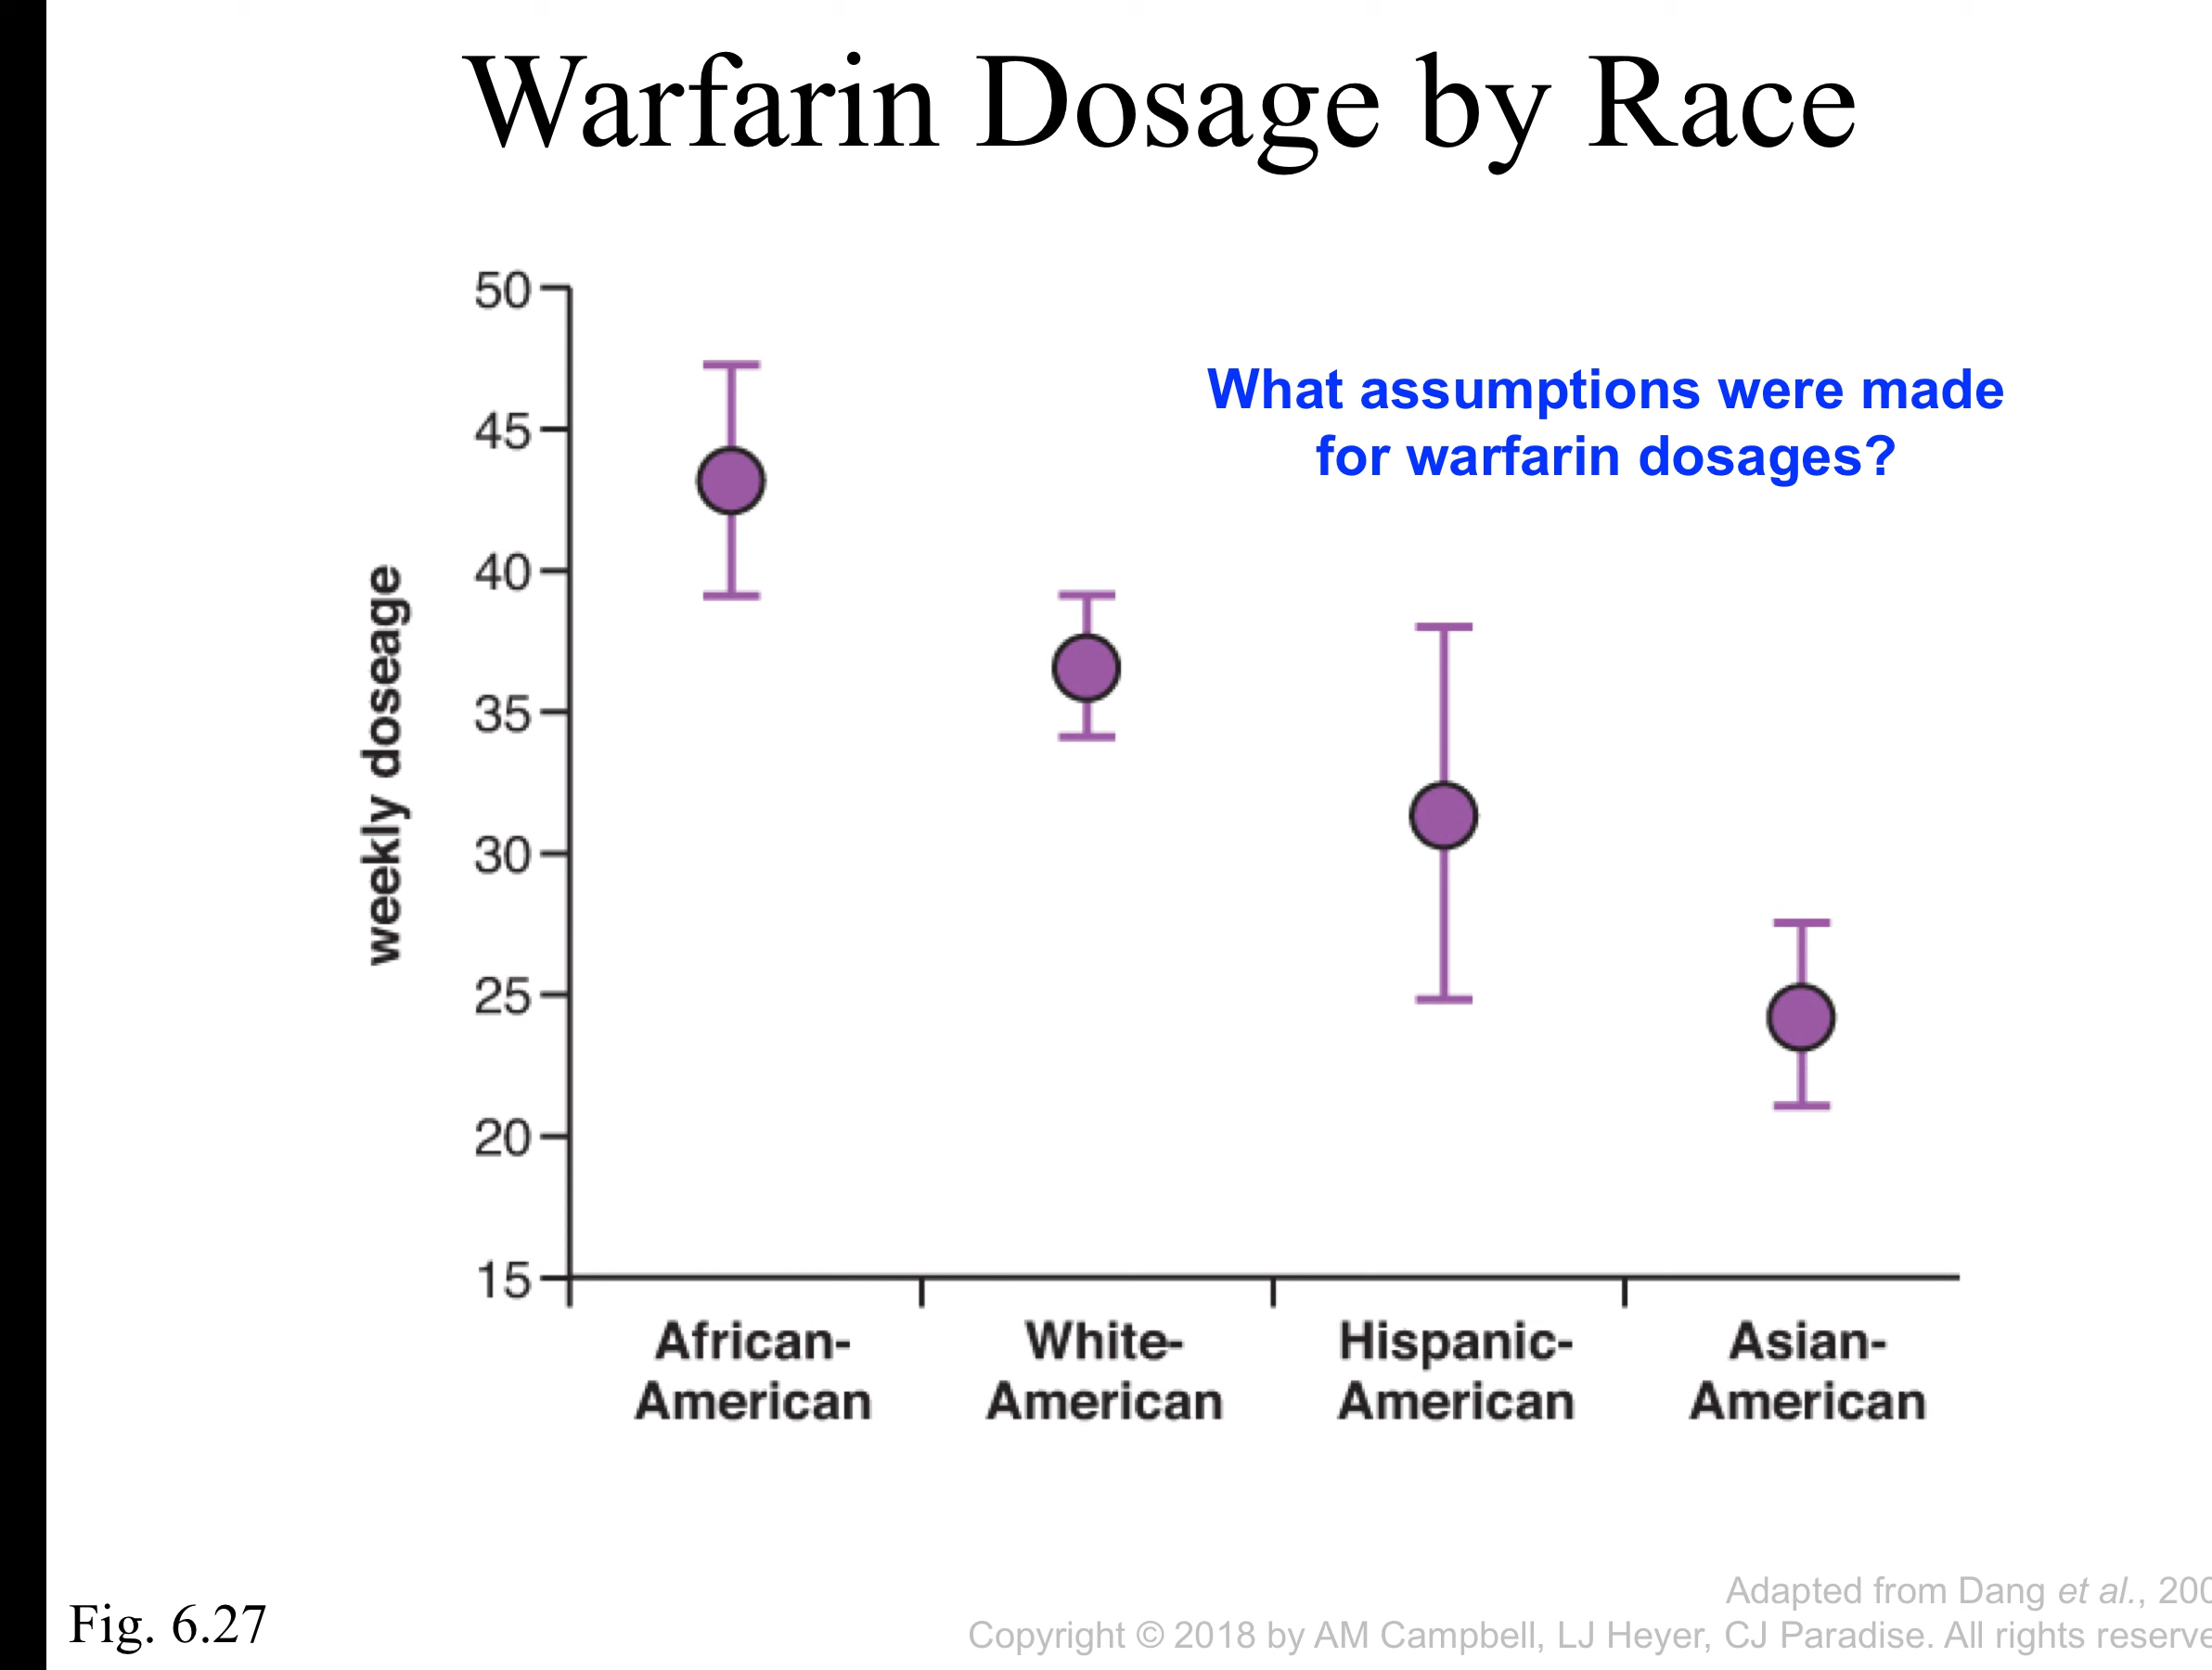 Warfarin Dosage by Race
50
What assumptions were made
for warfarin dosages?
45
40
weekly doseage
35
30
25
20
15
African-
American
White-
American
Hispanic-
American
Asian-
American
Adapted from Dang et al.,
Fig. 6.27
Copyright © 2018 by AM Campbell, LJ Heyer, CJ Paradise. All rights